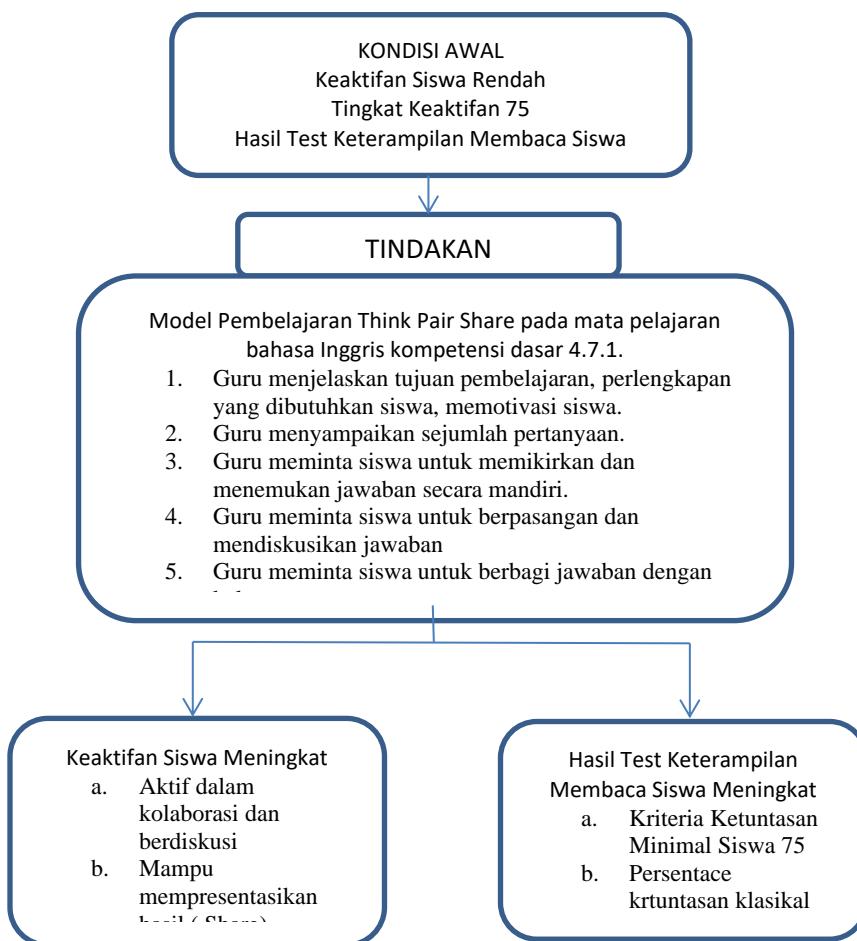 KONDISI AWAL
Keaktifan Siswa Rendah
Tingkat Keaktifan 75
Hasil Test Keterampilan Membaca Siswa
TINDAKAN
Model Pembelajaran Think Pair Share pada mata pelajaran
bahasa Inggris kompetensi dasar 4.7.1.
1. Guru menjelaskan tujuan pembelajaran, perlengkapan
yang dibutuhkan siswa, memotivasi siswa.
2. Guru menyampaikan sejumlah pertanyaan.
3. Guru meminta siswa untuk memikirkan dan
menemukan jawaban secara mandiri.
4. Guru meminta siswa untuk berpasangan dan
mendiskusikan jawaban
5. Guru meminta siswa untuk berbagi jawaban dengan
Keaktifan Siswa Meningkat
a. Aktif dalam
kolaborasi dan
berdiskusi
b. Mampu
mempresentasikan
hasil ( Share)
Hasil Test Keterampilan
Membaca Siswa Meningkat
a. Kriteria Ketuntasan
Minimal Siswa 75
b. Persentace
krtuntasan klasikal